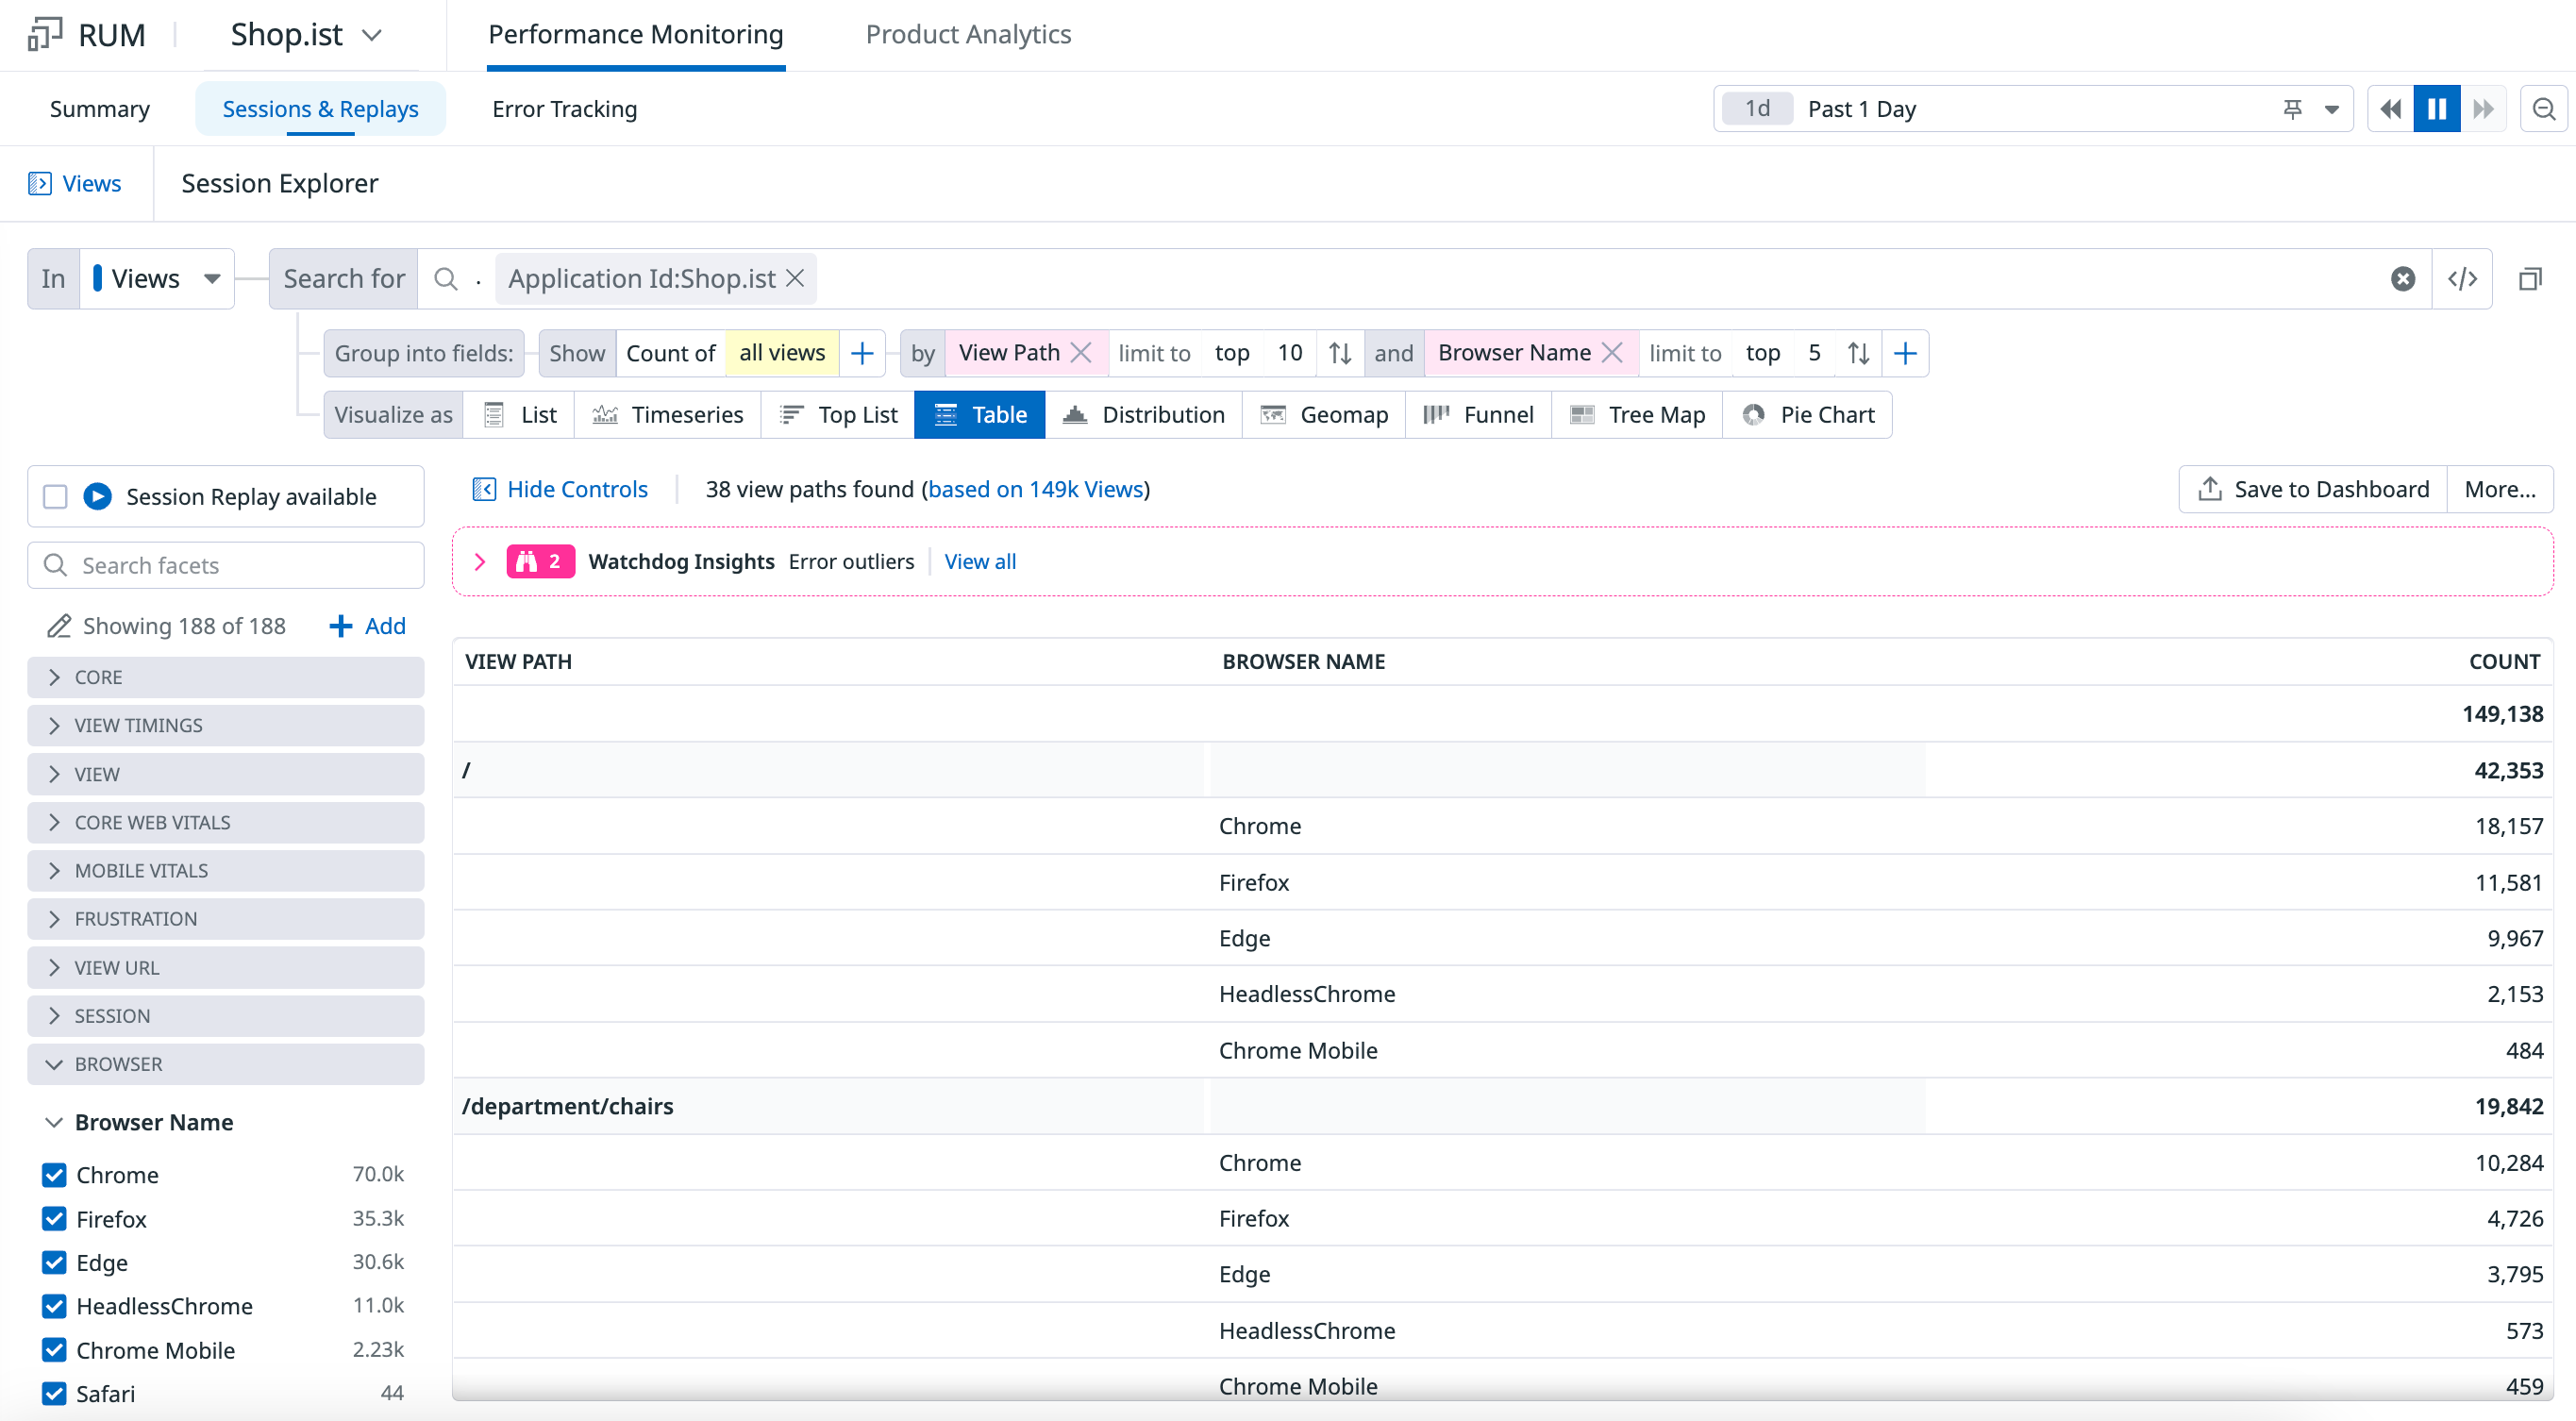 RUM Shop.ist Performance Monitoring Product Analytics
Summary Sessions & Replays Error Tracking 1d Past 1 Day
Views Session Explorer
In Views Search for . Application Id:Shop.ist
Group into fields: Show Count of all views by View Path limit to top 10 and Browser Name limit to top 5
Visualize as List Timeseries Top List Table Distribution Geomap Funnel Tree Map Pie Chart
Session Replay available
Search facets
Showing 188 of 188 Add
CORE
VIEW TIMINGS
VIEW
CORE WEB VITALS
MOBILE VITALS
FRUSTRATION
VIEW URL
SESSION
BROWSER
Browser Name
Chrome 70.0k
Firefox 35.3k
Edge 30.6k
HeadlessChrome 11.0k
Chrome Mobile 2.23k
Safari 44
Hide Controls 38 view paths found (based on 149k Views) Save to Dashboard More...
2 Watchdog Insights Error outliers View all
VIEW PATH BROWSER NAME COUNT
149,138
/ 42,353
Chrome 18,157
Firefox 11,581
Edge 9,967
HeadlessChrome 2,153
Chrome Mobile 484
/department/chairs 19,842
Chrome 10,284
Firefox 4,726
Edge 3,795
HeadlessChrome 573
Chrome Mobile 459